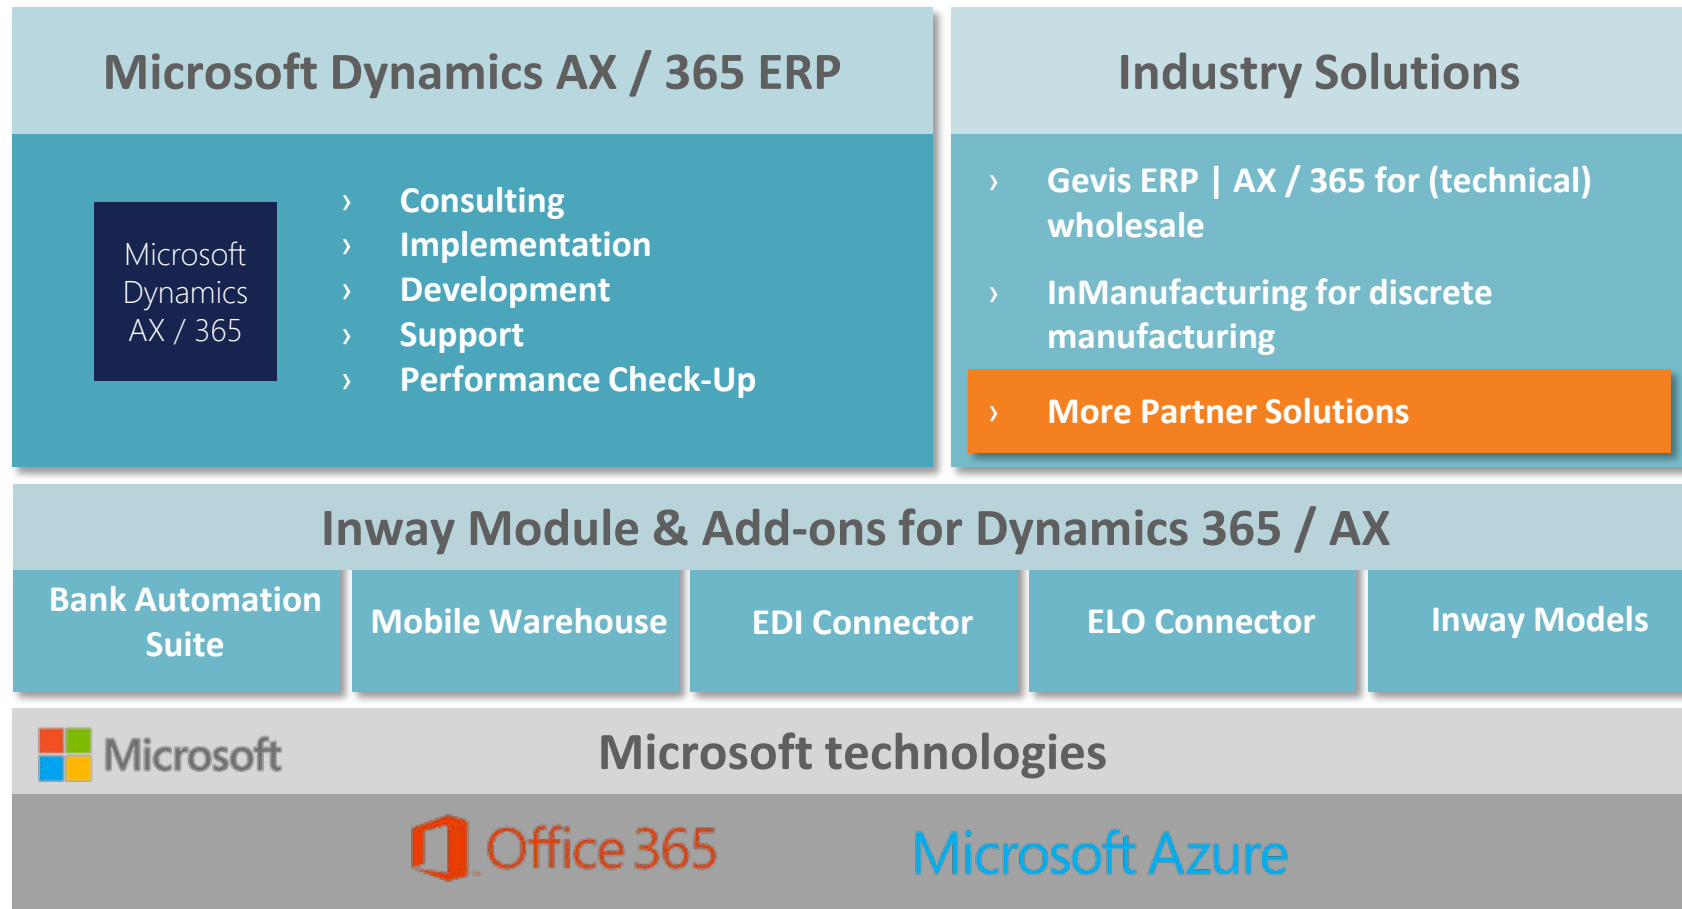 Microsoft Dynamics AX / 365 ERP
Microsoft
Dynamics
AX / 365
› Consulting
› Implementation
› Development
› Support
› Performance Check-Up
Industry Solutions
› Gevis ERP | AX / 365 for (technical)
wholesale
› InManufacturing for discrete
manufacturing
› More Partner Solutions
Inway Module & Add-ons for Dynamics 365 / AX
Bank Automation
Suite
Mobile Warehouse
EDI Connector
ELO Connector
Inway Models
Microsoft
Microsoft technologies
Office 365
Microsoft Azure